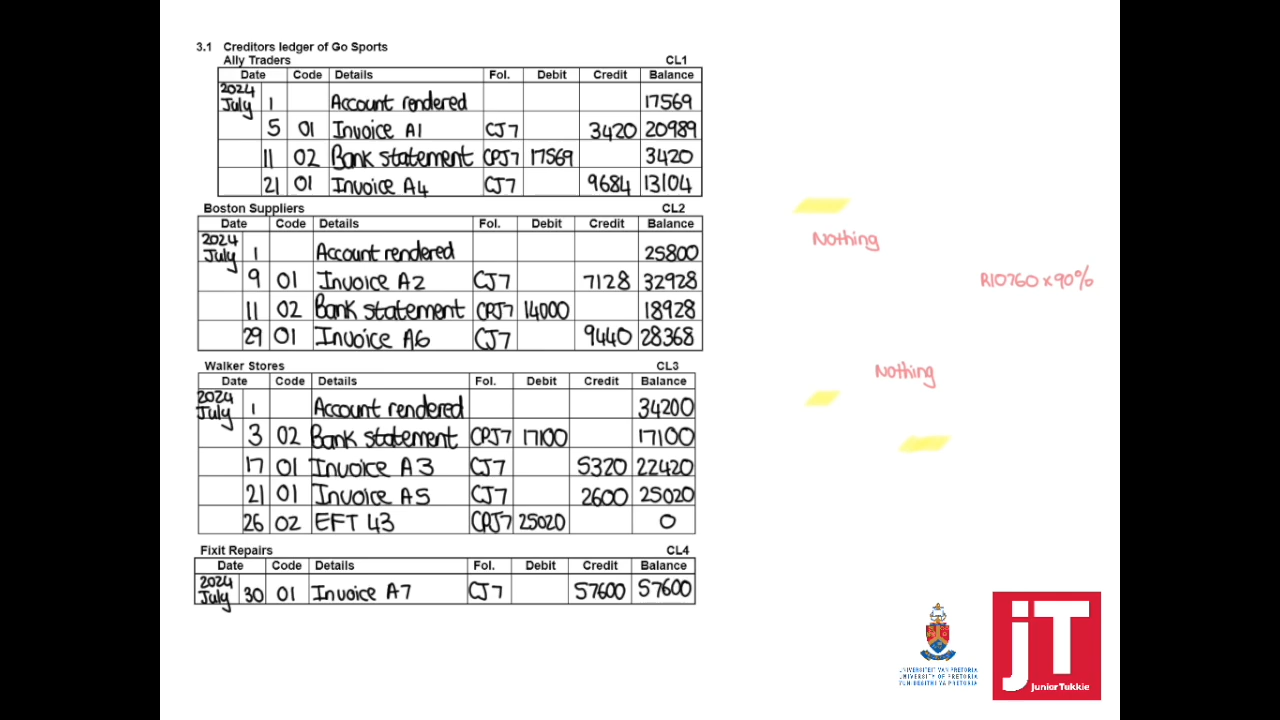 3.1 Creditors ledger of Go Sports
Ally Traders CL1
Date Code Details Fol. Debit Credit Balance
2024 July 1 Account rendered 17569
5 01 Invoice A1 CJ7 3420 20989
11 02 Bank statement CPJ7 17569 3420
21 01 Invoice A4 CJ7 9684 13104
Boston Suppliers CL2
Date Code Details Fol. Debit Credit Balance
2024 July 1 Account rendered 25800
9 01 Invoice A2 CJ7 7128 32928
11 02 Bank statement CPJ7 14000 18928
29 01 Invoice A6 CJ7 9440 28368
Walker Stores CL3
Date Code Details Fol. Debit Credit Balance
2024 July 1 Account rendered 34200
3 02 Bank statement CPJ7 17100 17100
17 01 Invoice A3 CJ7 5320 22420
21 01 Invoice A5 CJ7 2600 25020
26 02 EFT 43 CPJ7 25020 0
Fixit Repairs CL4
Date Code Details Fol. Debit Credit Balance
2024 July 30 01 Invoice A7 CJ7 57600 57600
Nothing
R10760 x 90%
Nothing
UNIVERSITEIT VAN PRETORIA
UNIVERSITY OF PRETORIA
YUNIBESITHI YA PRETORIA
jT
JuniorTukkie